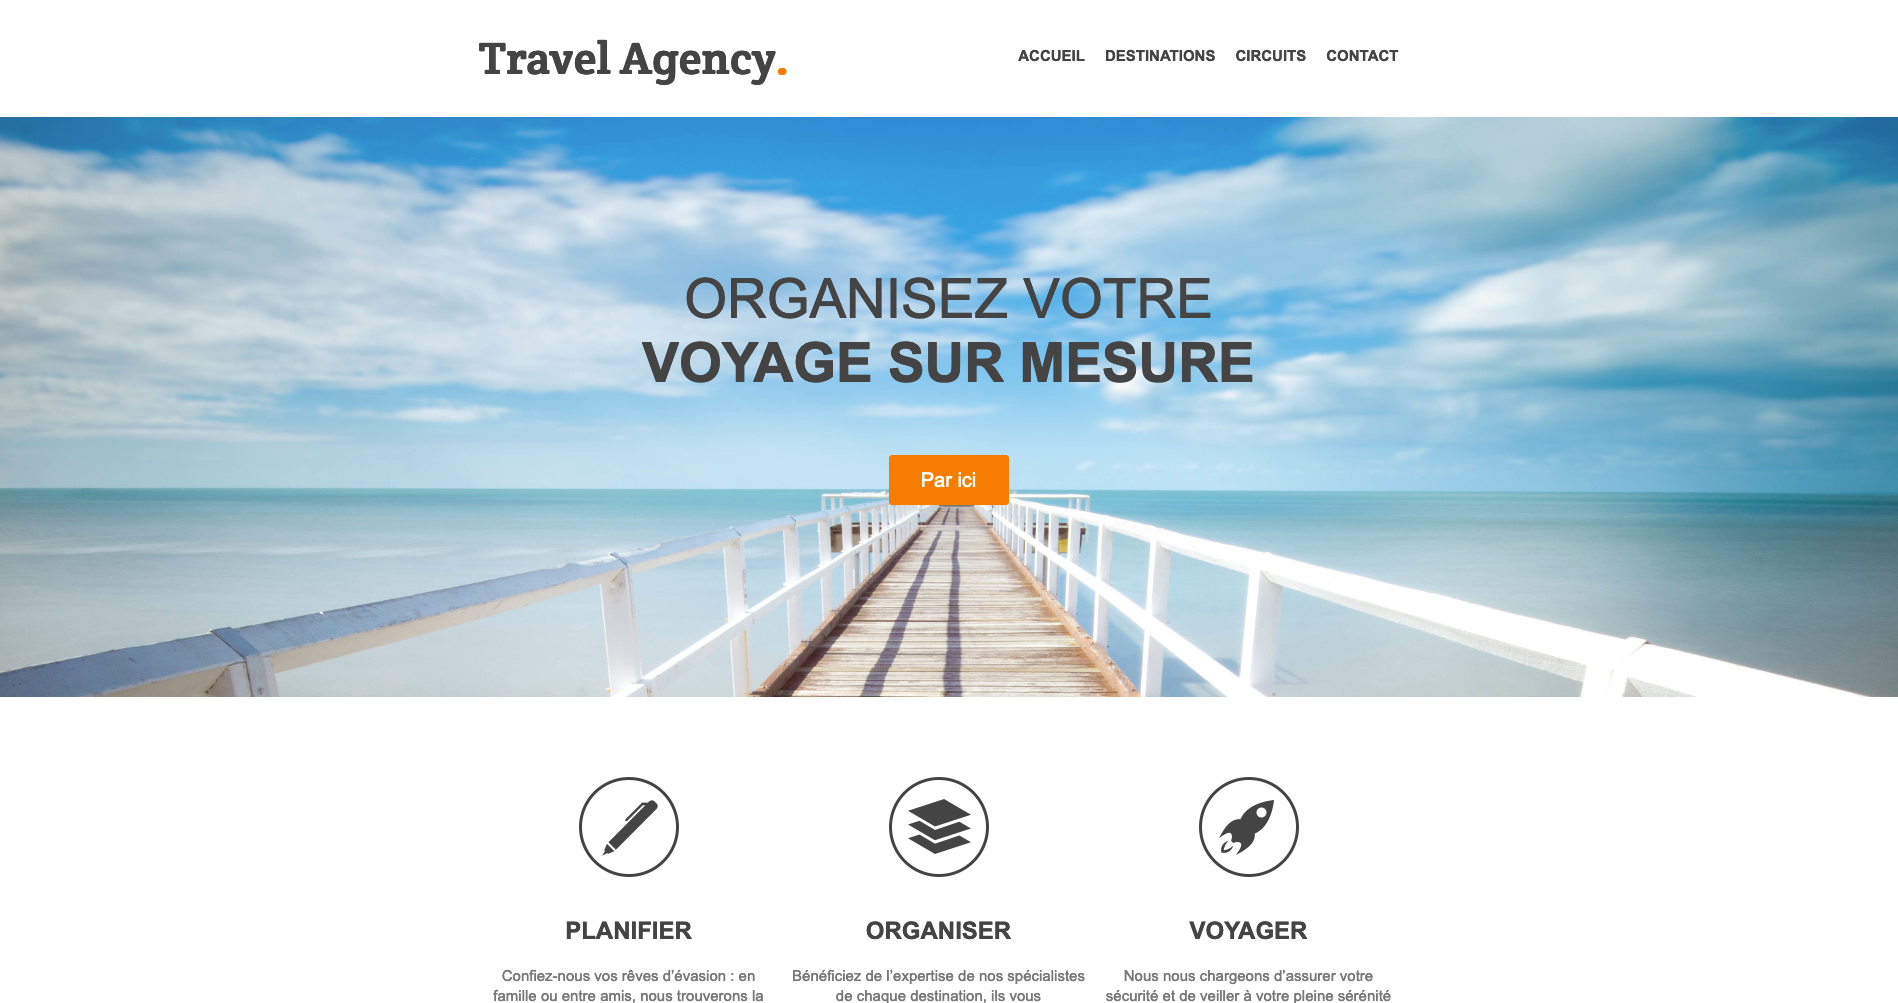 Travel Agency.
ACCUEIL DESTINATIONS CIRCUITS CONTACT
ORGANISEZ VOTRE
VOYAGE SUR MESURE
Par ici
PLANIFIER
Confiez-nous vos rêves d’évasion : en
famille ou entre amis, nous trouverons la
ORGANISER
Bénéficiez de l’expertise de nos spécialistes
de chaque destination, ils vous
VOYAGER
Nous nous chargeons d’assurer votre
sécurité et de veiller à votre pleine sérénité